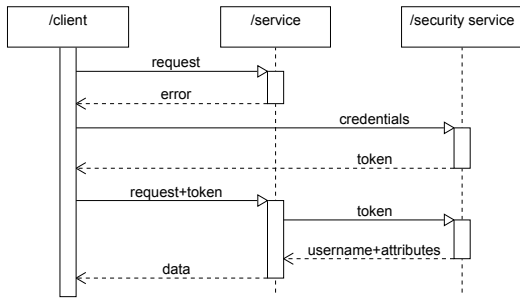 /client
/service
/security service
request
error
credentials
token
request+token
token
username+attributes
data